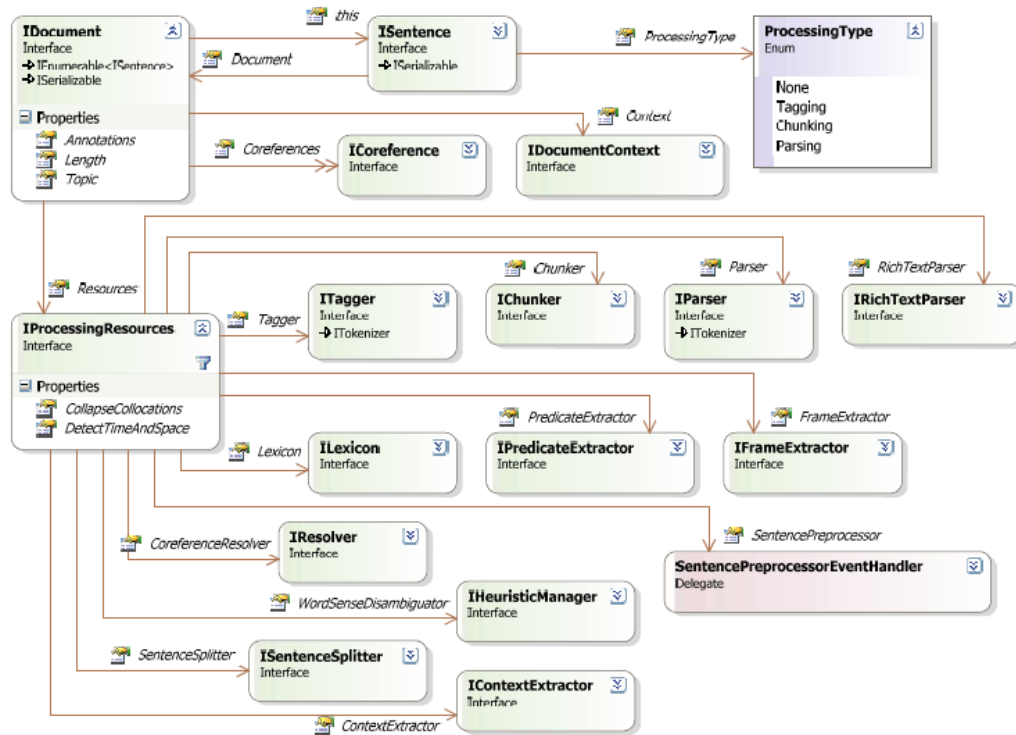 IDocument
Interface
IEnumerable<ISentence>
ISerializable
Properties
Annotations
Length
Topic
this
Document
ISentence
Interface
ISerializable
ProcessingType
ProcessingType
Enum
None
Tagging
Chunking
Parsing
Context
Coreferences
ICoreference
Interface
IDocumentContext
Interface
Resources
IProcessingResources
Interface
Properties
CollapseCollocations
DetectTimeAndSpace
Tagger
ITagger
Interface
ITokenizer
Chunker
IChunker
Interface
Parser
IParser
Interface
ITokenizer
RichTextParser
IRichTextParser
Interface
Lexicon
ILexicon
Interface
PredicateExtractor
IPredicateExtractor
Interface
FrameExtractor
IFrameExtractor
Interface
CoreferenceResolver
IResolver
Interface
SentencePreprocessor
SentencePreprocessorEventHandler
Delegate
WordSenseDisambiguator
IHeuristicManager
Interface
SentenceSplitter
ISentenceSplitter
Interface
ContextExtractor
IContextExtractor
Interface